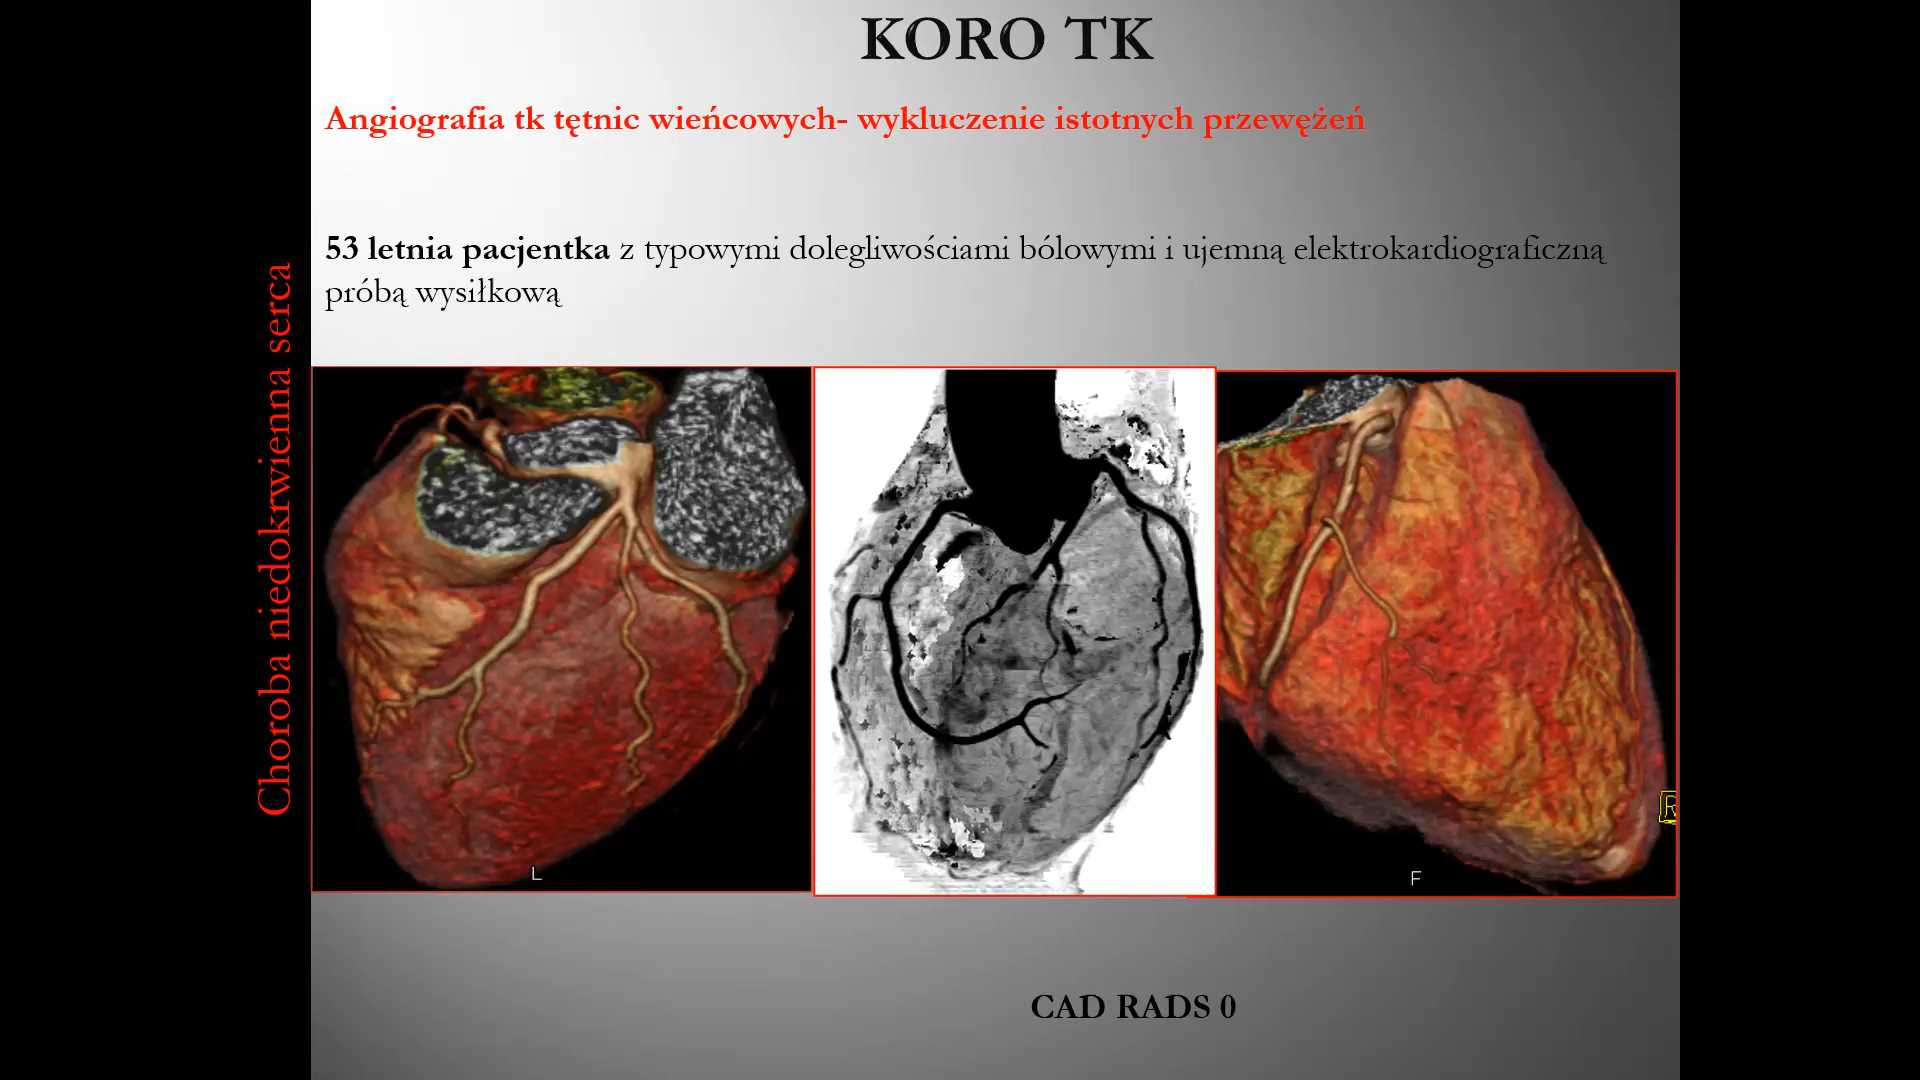 KORO TK
Angiografia tk tętnic wieńcowych- wykluczenie istotnych przewężeń
53 letnia pacjentka z typowymi dolegliwościami bólowymi i ujemną elektrokardiograficzną
próbą wysiłkową
Choroba niedokrwienna serca
L
F
R
CAD RADS 0